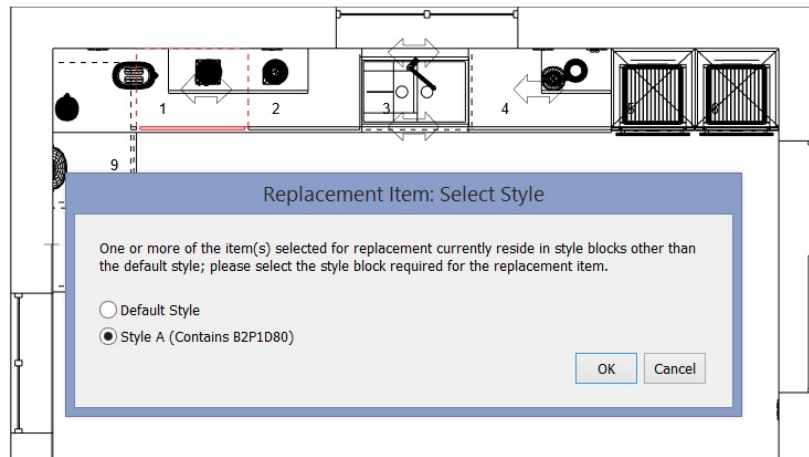 1
2
3
4
5
6
9
Replacement Item: Select Style
One or more of the item(s) selected for replacement currently reside in style blocks other than
the default style; please select the style block required for the replacement item.
Default Style
Style A (Contains B2P1D80)
OK
Cancel